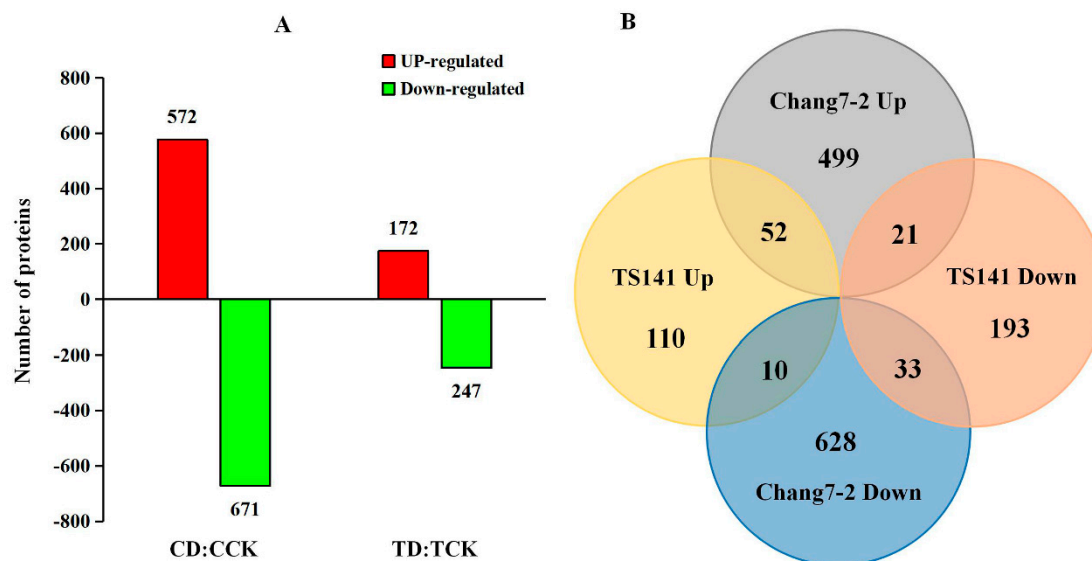 A
UP-regulated
Down-regulated
Number of proteins
800
600
400
200
0
-200
-400
-600
-800
572
671
172
247
CD:CCK
TD:TCK
B
Chang7-2 Up
499
52
21
TS141 Up
TS141 Down
110
193
10
33
628
Chang7-2 Down